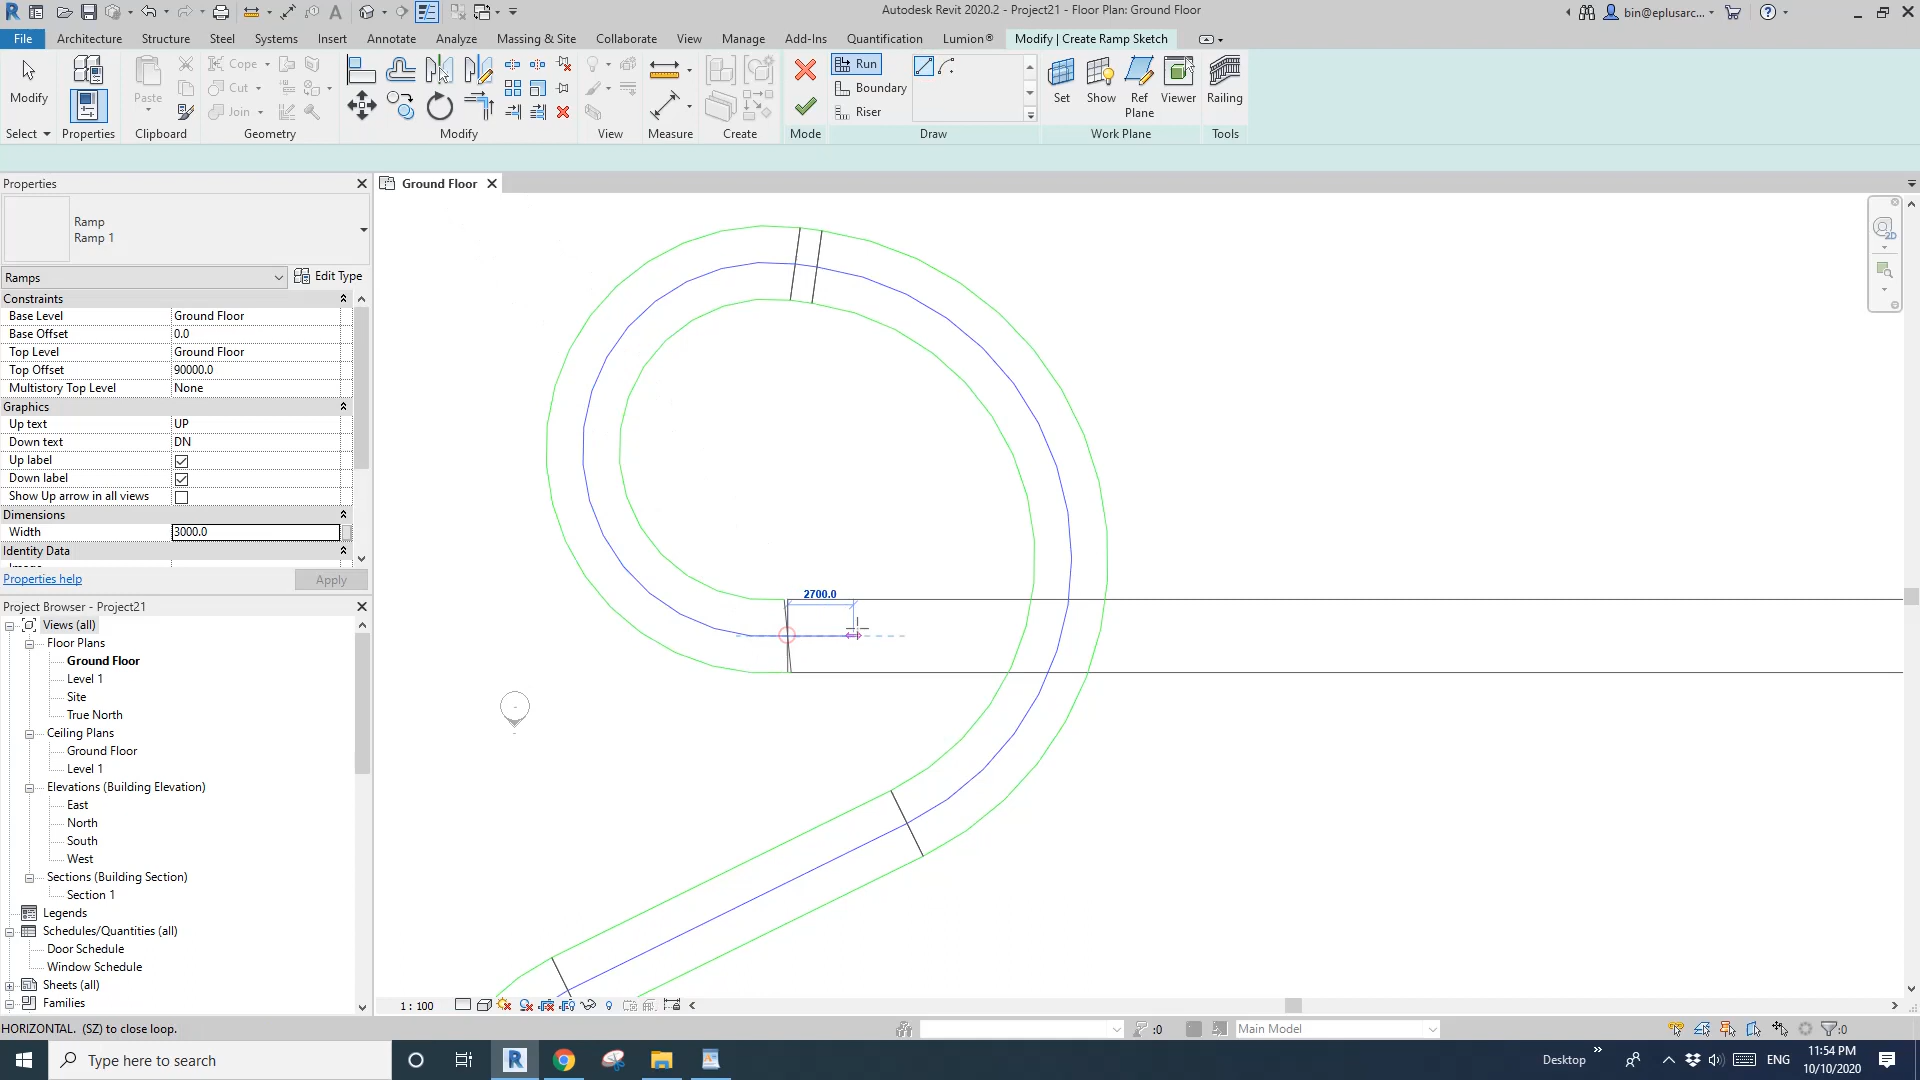 Autodesk Revit 2020.2 - Project21 - Floor Plan: Ground Floor
bin@eplusarc...
File Architecture Structure Steel Systems Insert Annotate Analyze Massing & Site Collaborate View Manage Add-Ins Quantification Lumion® Modify | Create Ramp Sketch
Modify
Paste
Cope
Cut
Join
Run
Boundary
Riser
Set
Show
Ref
Plane
Viewer
Railing
Select Properties Clipboard Geometry Modify View Measure Create Mode Draw Work Plane Tools
Properties
Ground Floor
Ramp
Ramp 1
Ramps
Edit Type
Constraints
Base Level Ground Floor
Base Offset 0.0
Top Level Ground Floor
Top Offset 90000.0
Multistory Top Level None
Graphics
Up text UP
Down text DN
Up label
Down label
Show Up arrow in all views
Dimensions
Width 3000.0
Identity Data
Properties help
Apply
2D
2700.0
Project Browser - Project21
Views (all)
Floor Plans
Ground Floor
Level 1
Site
True North
Ceiling Plans
Ground Floor
Level 1
Elevations (Building Elevation)
East
North
South
West
Sections (Building Section)
Section 1
Legends
Schedules/Quantities (all)
Door Schedule
Window Schedule
Sheets (all)
Families
1 : 100
HORIZONTAL. (SZ) to close loop.
:0
Main Model
:0
Type here to search
Desktop
ENG
11:54 PM
10/10/2020